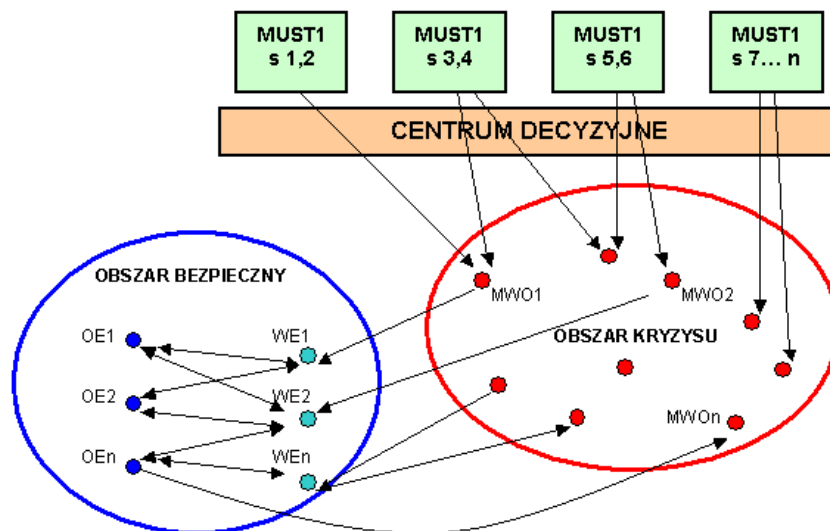 MUST1
s 1,2
MUST1
s 3,4
MUST1
s 5,6
MUST1
s 7... n
CENTRUM DECYZYJNE
OBSZAR BEZPIECZNY
MWO1
MWO2
OBSZAR KRYZYSU
OE1
WE1
OE2
WE2
MWOn
OEn
WEn